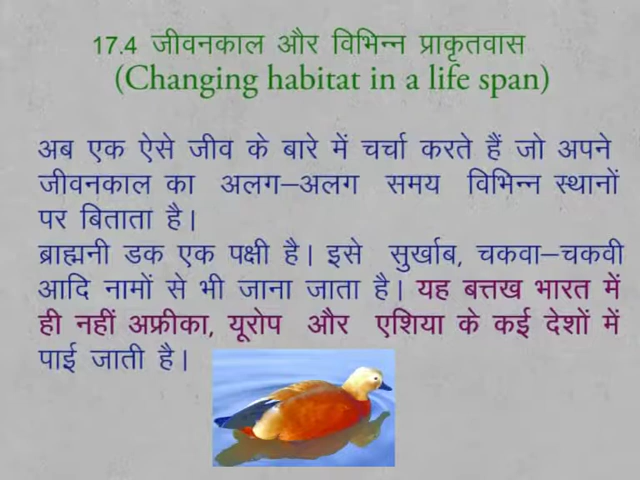 17.4 जीवनकाल और विभिन्न प्राकृतवास
(Changing habitat in a life span)
अब एक ऐसे जीव के बारे में चर्चा करते हैं जो अपने
जीवनकाल का अलग–अलग समय विभिन्न स्थानों
पर बिताता है।
ब्राह्मनी डक एक पक्षी है। इसे सुर्खाब, चकवा–चकवी
आदि नामों से भी जाना जाता है। यह बत्तख भारत में
ही नहीं अफ्रीका, यूरोप और एशिया के कई देशों में
पाई जाती है।